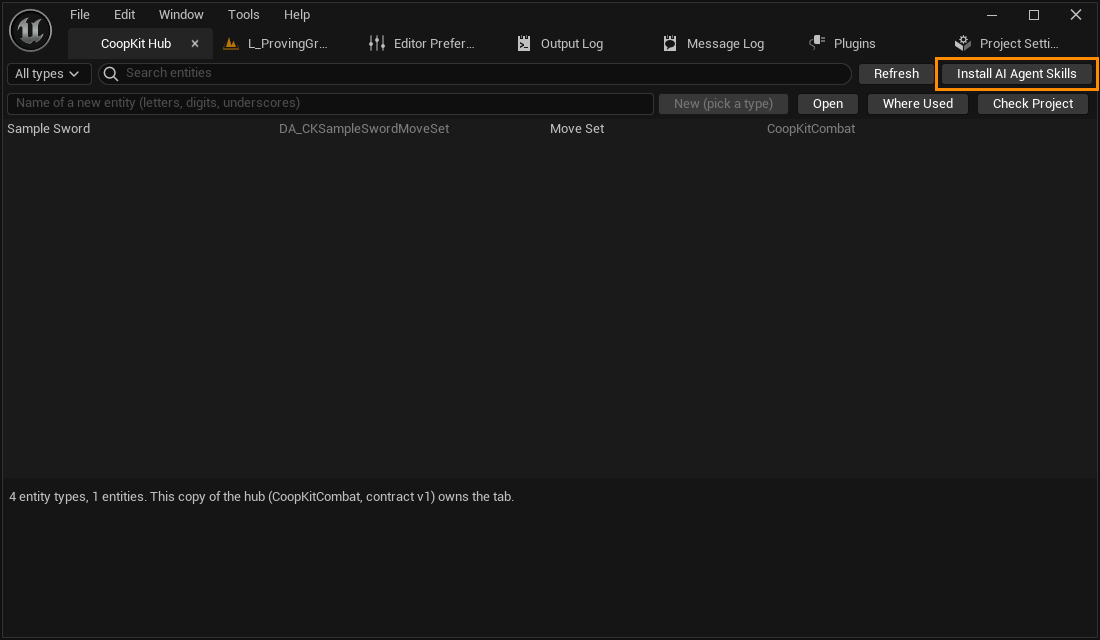 File Edit Window Tools Help
CoopKit Hub L_ProvingGr... Editor Prefer... Output Log Message Log Plugins Project Setti...
All types Search entities Refresh Install AI Agent Skills
Name of a new entity (letters, digits, underscores) New (pick a type) Open Where Used Check Project
Sample Sword DA_CKSampleSwordMoveSet Move Set CoopKitCombat
4 entity types, 1 entities. This copy of the hub (CoopKitCombat, contract v1) owns the tab.